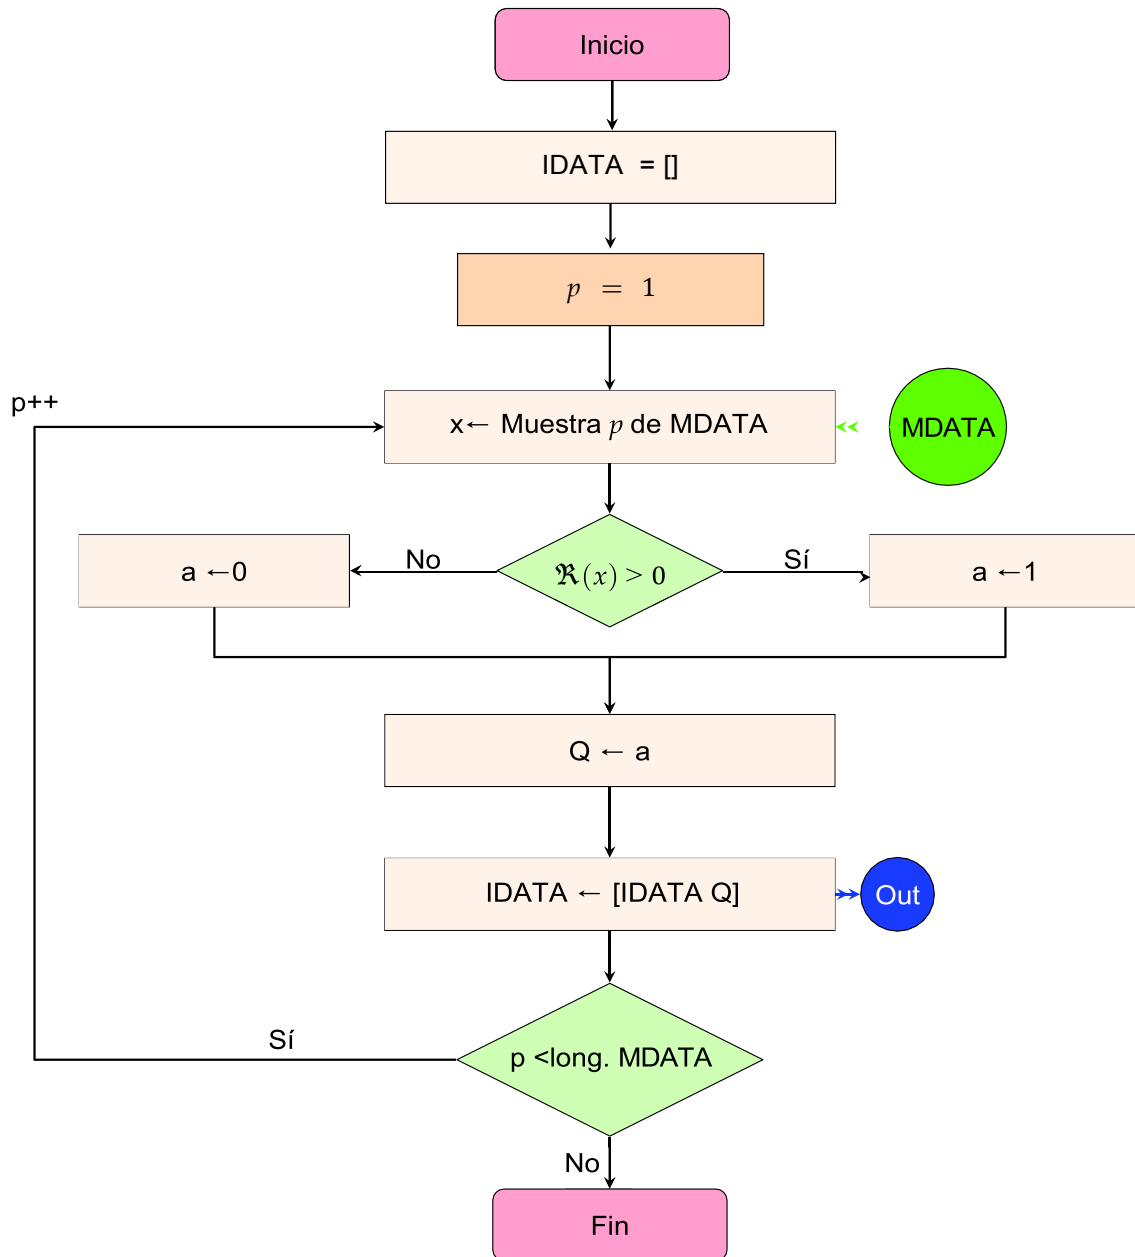 Inicio
IDATA = []
p = 1
p++
x← Muestra p de MDATA
MDATA
No
Sí
a ←0
ℜ(x) > 0
a ←1
Q ← a
IDATA ← [IDATA Q]
Out
Sí
p <long. MDATA
No
Fin